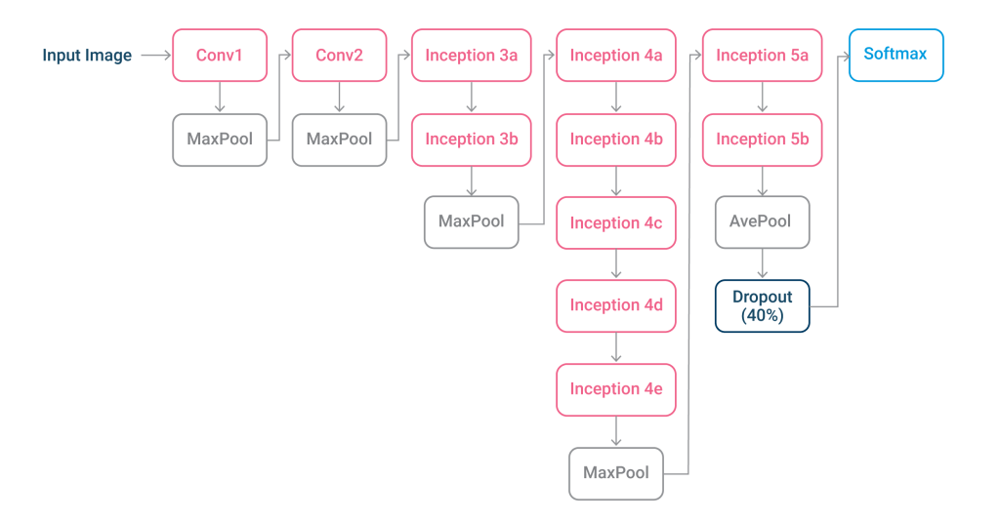 Input Image
Conv1
MaxPool
Conv2
MaxPool
Inception 3a
Inception 3b
MaxPool
Inception 4a
Inception 4b
Inception 4c
Inception 4d
Inception 4e
MaxPool
Inception 5a
Inception 5b
AvePool
Dropout
(40%)
Softmax